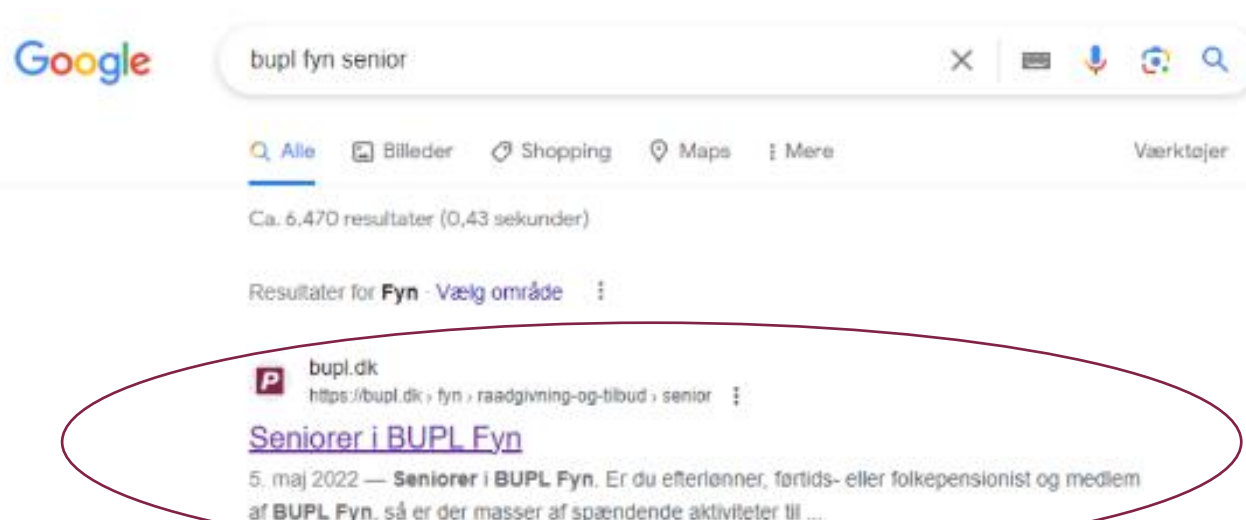 Google
bupl fyn senior
Alle Billeder Shopping Maps Mere Værktøjer
Ca. 6.470 resultater (0,43 sekunder)
Resultater for Fyn · Vælg område
bupl.dk
https://bupl.dk › fyn › raadgivning-og-tilbud › senior
Seniorer i BUPL Fyn
5. maj 2022 — Seniorer i BUPL Fyn. Er du efterlønner, førtids- eller folkepensionist og medlem
af BUPL Fyn, så er der masser af spændende aktiviteter til ...